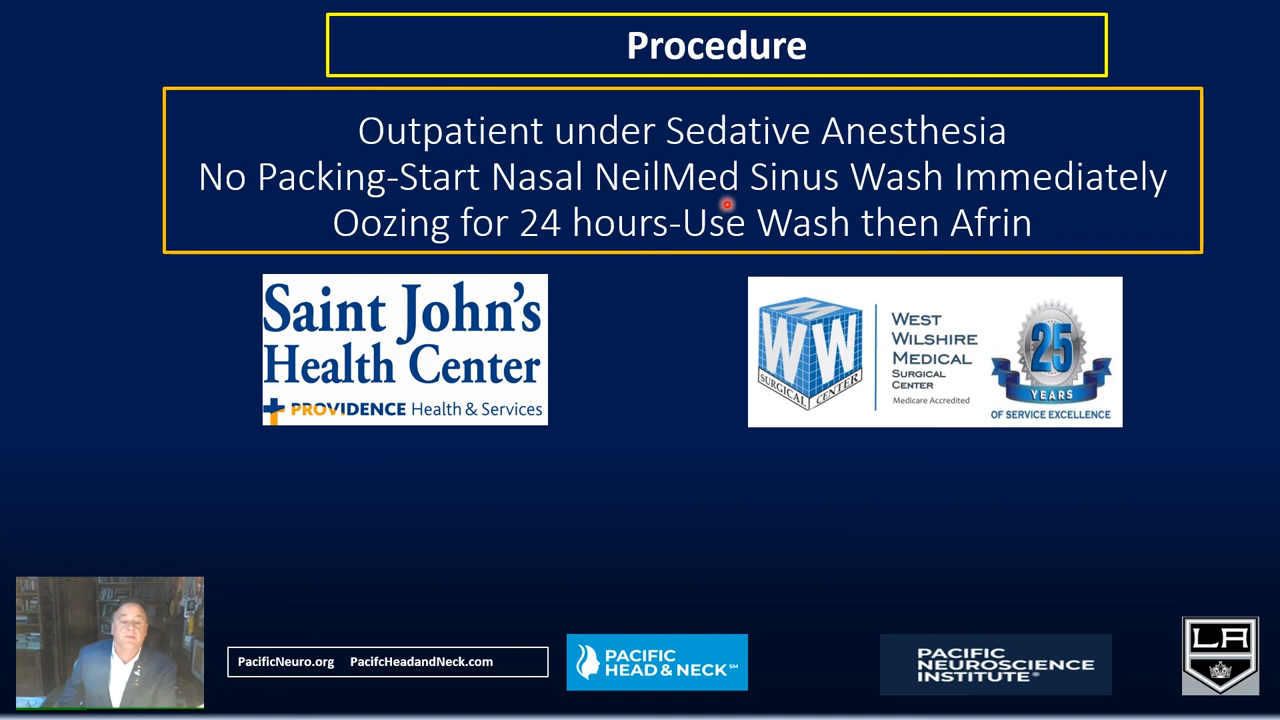 Procedure
Outpatient under Sedative Anesthesia
No Packing-Start Nasal NeilMed Sinus Wash Immediately
Oozing for 24 hours-Use Wash then Afrin
Saint John's
Health Center
PROVIDENCE Health & Services
WWW
SURGICAL CENTER
WEST
WILSHIRE
MEDICAL
SURGICAL
CENTER
Medicare Accredited
25
YEARS
OF SERVICE EXCELLENCE
PacificNeuro.org PacifcHeadandNeck.com
PACIFIC
HEAD & NECK SM
PACIFIC
NEUROSCIENCE
INSTITUTE®
LA